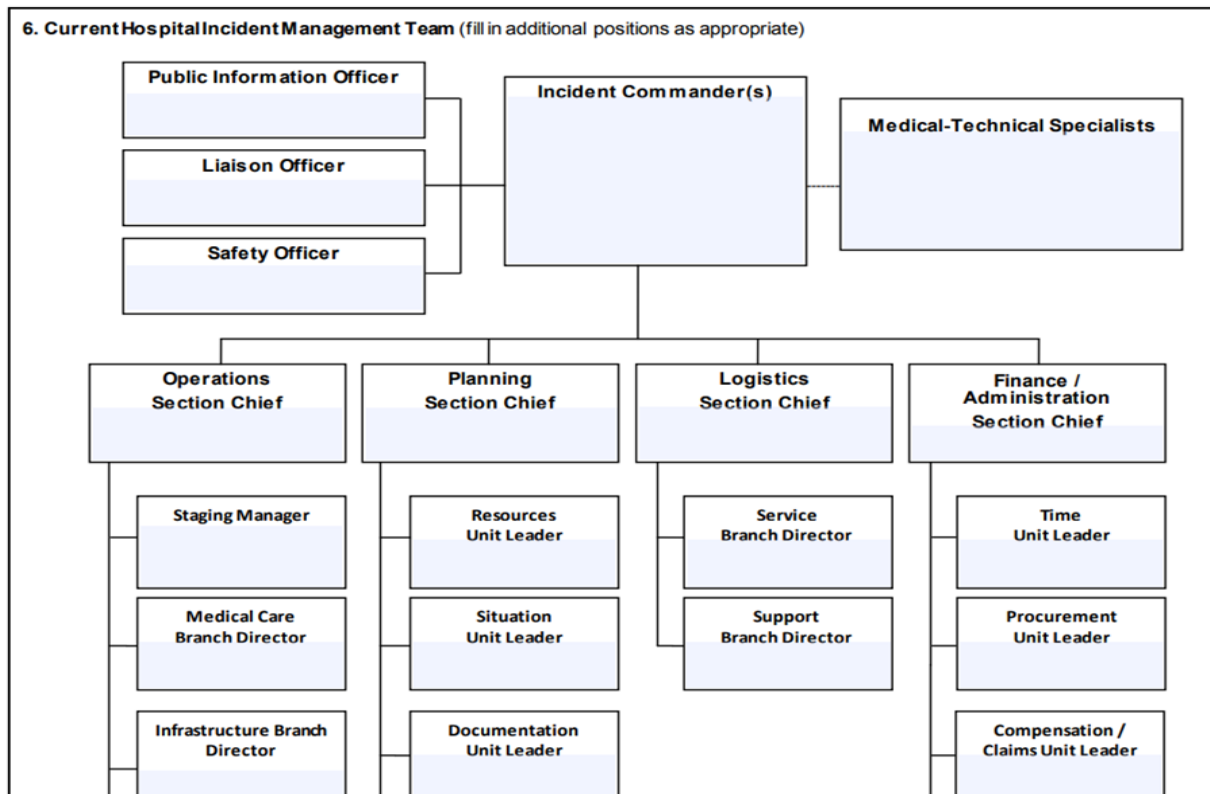 6. Current Hospital Incident Management Team (fill in additional positions as appropriate)
Public Information Officer
Incident Commander(s)
Medical-Technical Specialists
Liaison Officer
Safety Officer
Operations
Section Chief
Planning
Section Chief
Logistics
Section Chief
Finance /
Administration
Section Chief
Staging Manager
Resources
Unit Leader
Service
Branch Director
Time
Unit Leader
Medical Care
Branch Director
Situation
Unit Leader
Support
Branch Director
Procurement
Unit Leader
Infrastructure Branch
Director
Documentation
Unit Leader
Compensation /
Claims Unit Leader